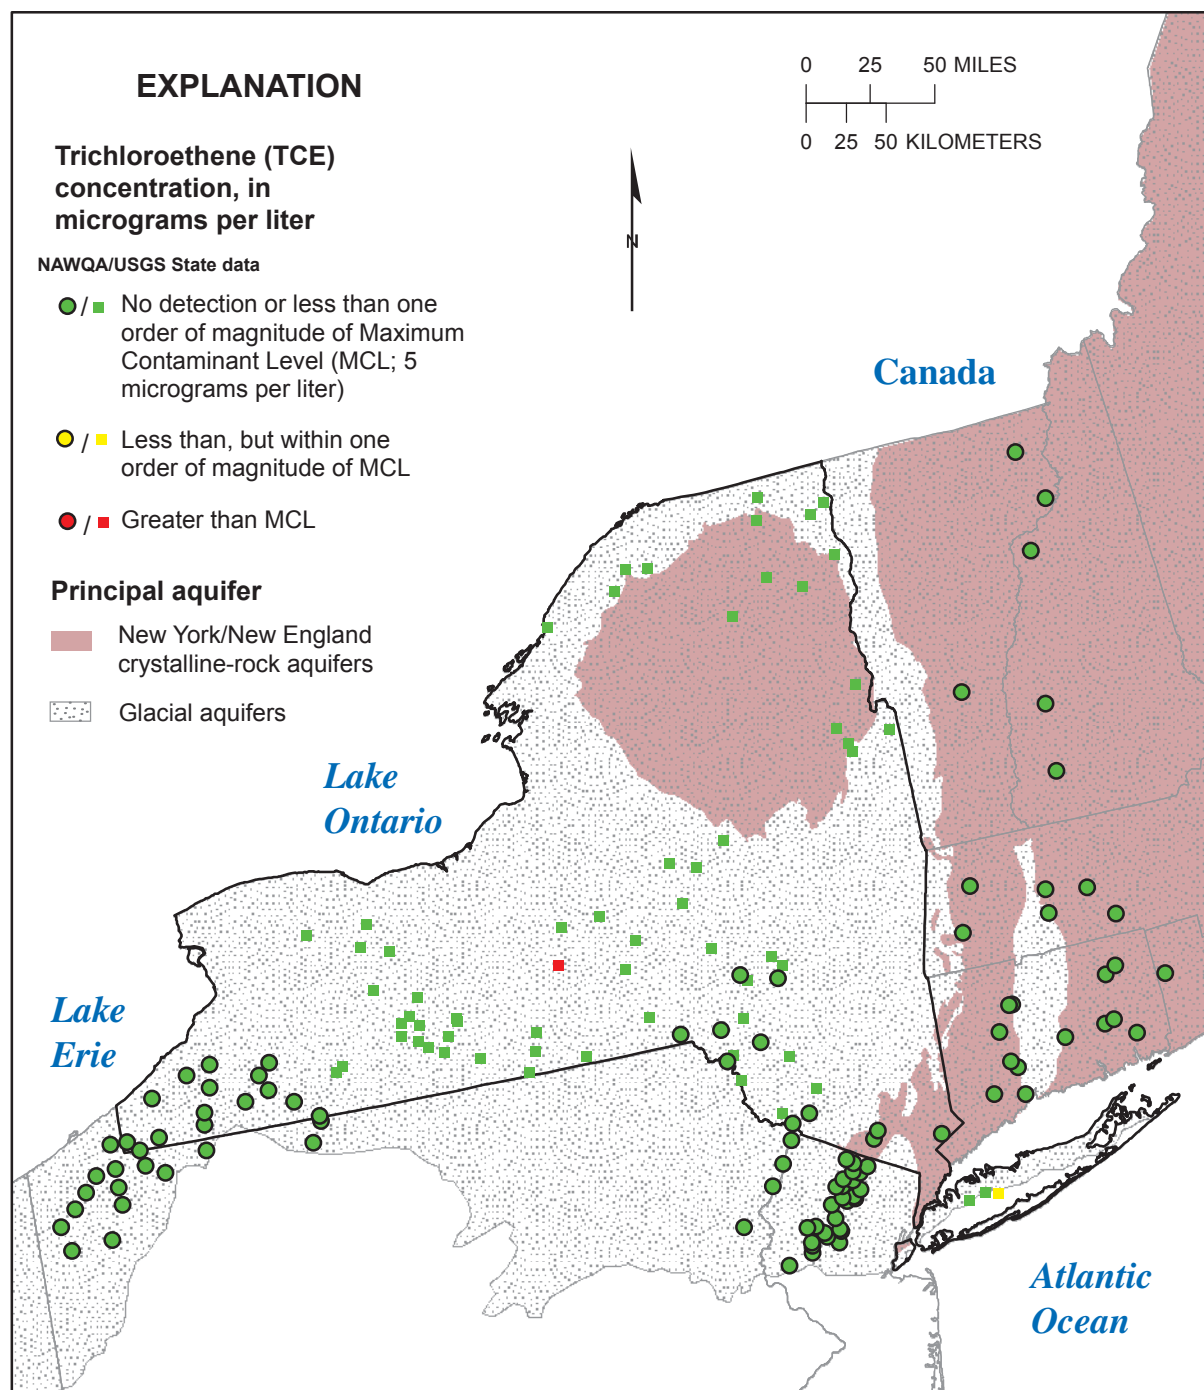 EXPLANATION
Trichloroethene (TCE)
concentration, in
micrograms per liter
NAWQA/USGS State data
/ No detection or less than one
order of magnitude of Maximum
Contaminant Level (MCL; 5
micrograms per liter)
/ Less than, but within one
order of magnitude of MCL
/ Greater than MCL
Principal aquifer
New York/New England
crystalline-rock aquifers
Glacial aquifers
0 25 50 MILES
0 25 50 KILOMETERS
N
Canada
Lake
Ontario
Lake
Erie
Atlantic
Ocean